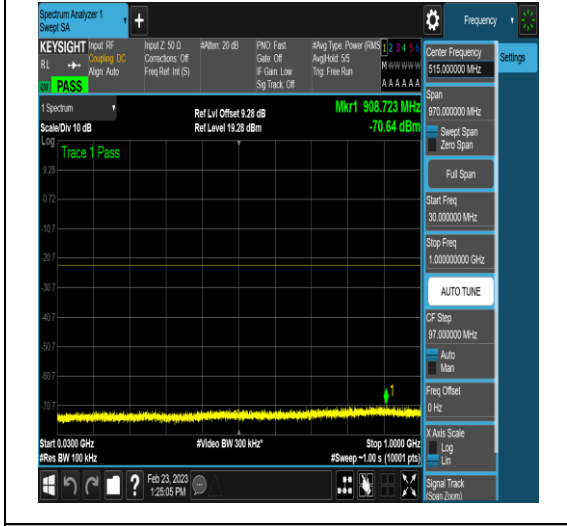 Spectrum Analyzer 1
Swept SA
Frequency
KEYSIGHT
RL
Input: RF
Coupling: DC
Align: Auto
Input Z: 50 Ω
Corrections: Off
Freq Ref: Int (S)
#Atten: 20 dB
PNO: Fast
Gate: Off
IF Gain: Low
Sig Track: Off
#Avg Type: Power (RMS
Avg|Hold: 5/5
Trig: Free Run
1 2 3 4 5 6
M W W W W W
A A A A A A
PASS
Center Frequency
515.000000 MHz
Settings
Span
970.000000 MHz
Swept Span
Zero Span
Full Span
Start Freq
30.000000 MHz
Stop Freq
1.000000000 GHz
AUTO TUNE
CF Step
97.000000 MHz
Auto
Man
Freq Offset
0 Hz
X Axis Scale
Log
Lin
Signal Track
(Span Zoom)
1 Spectrum
Scale/Div 10 dB
Ref Lvl Offset 9.28 dB
Ref Level 19.28 dBm
Mkr1 908.723 MHz
-70.64 dBm
Log
Trace 1 Pass
9.28
-0.72
-10.7
-20.7
-30.7
-40.7
-50.7
-60.7
-70.7
1
Start 0.0300 GHz
#Res BW 100 kHz
#Video BW 300 kHz*
Stop 1.0000 GHz
#Sweep ~1.00 s (10001 pts)
?
Feb 23, 2023
1:25:05 PM